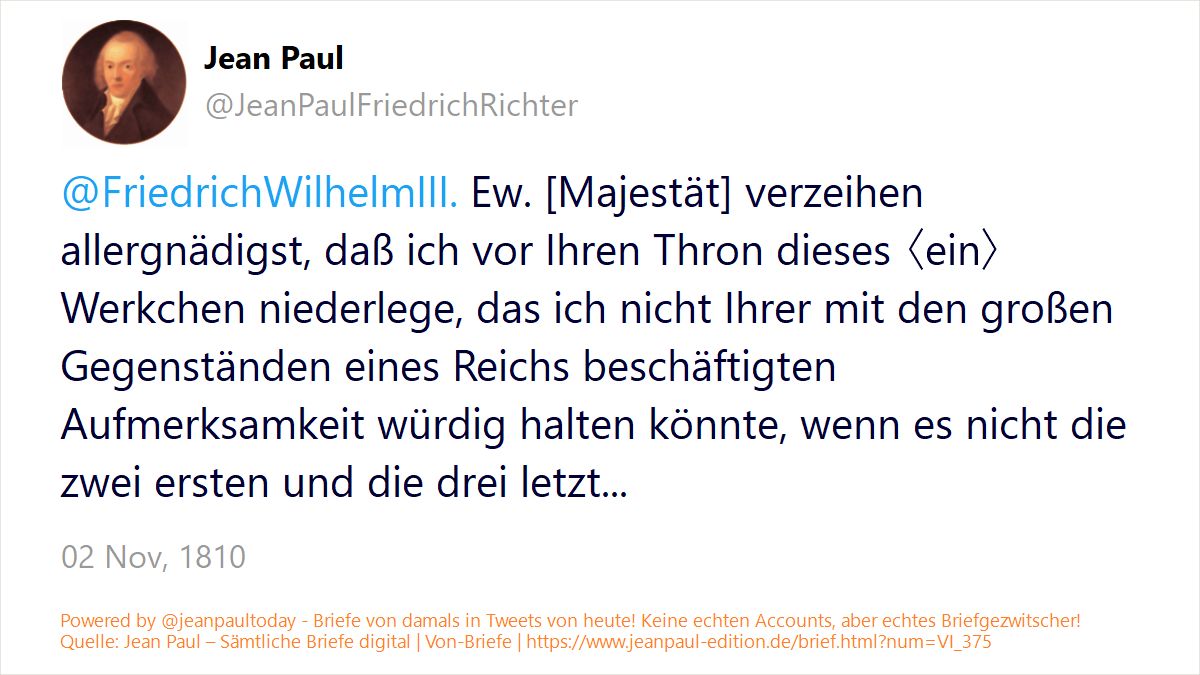 Jean Paul
@JeanPaulFriedrichRichter
@FriedrichWilhelmIII. Ew. [Majestät] verzeihen
allergnädigst, daß ich vor Ihren Thron dieses 〈ein〉
Werkchen niederlege, das ich nicht Ihrer mit den großen
Gegenständen eines Reichs beschäftigten
Aufmerksamkeit würdig halten könnte, wenn es nicht die
zwei ersten und die drei letzt...
02 Nov, 1810
Powered by @jeanpaultoday - Briefe von damals in Tweets von heute! Keine echten Accounts, aber echtes Briefgezwitscher!
Quelle: Jean Paul – Sämtliche Briefe digital | Von-Briefe | https://www.jeanpaul-edition.de/brief.html?num=VI_375